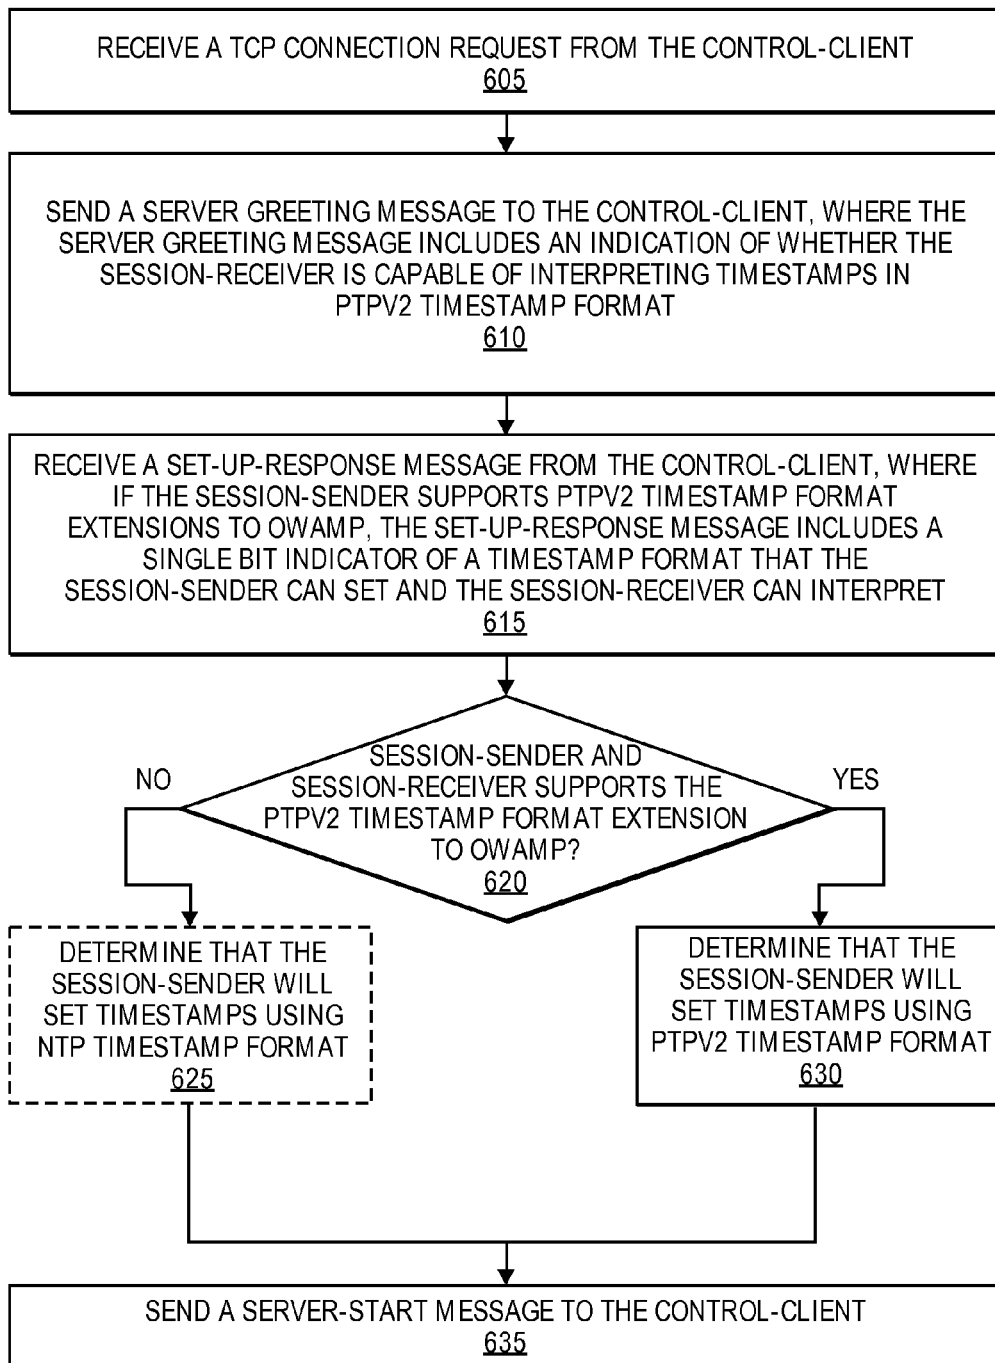 RECEIVE A TCP CONNECTION REQUEST FROM THE CONTROL-CLIENT
605
SEND A SERVER GREETING MESSAGE TO THE CONTROL-CLIENT, WHERE THE
SERVER GREETING MESSAGE INCLUDES AN INDICATION OF WHETHER THE
SESSION-RECEIVER IS CAPABLE OF INTERPRETING TIMESTAMPS IN
PTPV2 TIMESTAMP FORMAT
610
RECEIVE A SET-UP-RESPONSE MESSAGE FROM THE CONTROL-CLIENT, WHERE
IF THE SESSION-SENDER SUPPORTS PTPV2 TIMESTAMP FORMAT
EXTENSIONS TO OWAMP, THE SET-UP-RESPONSE MESSAGE INCLUDES A
SINGLE BIT INDICATOR OF A TIMESTAMP FORMAT THAT THE
SESSION-SENDER CAN SET AND THE SESSION-RECEIVER CAN INTERPRET
615
SESSION-SENDER AND
SESSION-RECEIVER SUPPORTS THE
PTPV2 TIMESTAMP FORMAT EXTENSION
TO OWAMP?
620
NO
YES
DETERMINE THAT THE
SESSION-SENDER WILL
SET TIMESTAMPS USING
NTP TIMESTAMP FORMAT
625
DETERMINE THAT THE
SESSION-SENDER WILL
SET TIMESTAMPS USING
PTPV2 TIMESTAMP FORMAT
630
SEND A SERVER-START MESSAGE TO THE CONTROL-CLIENT
635